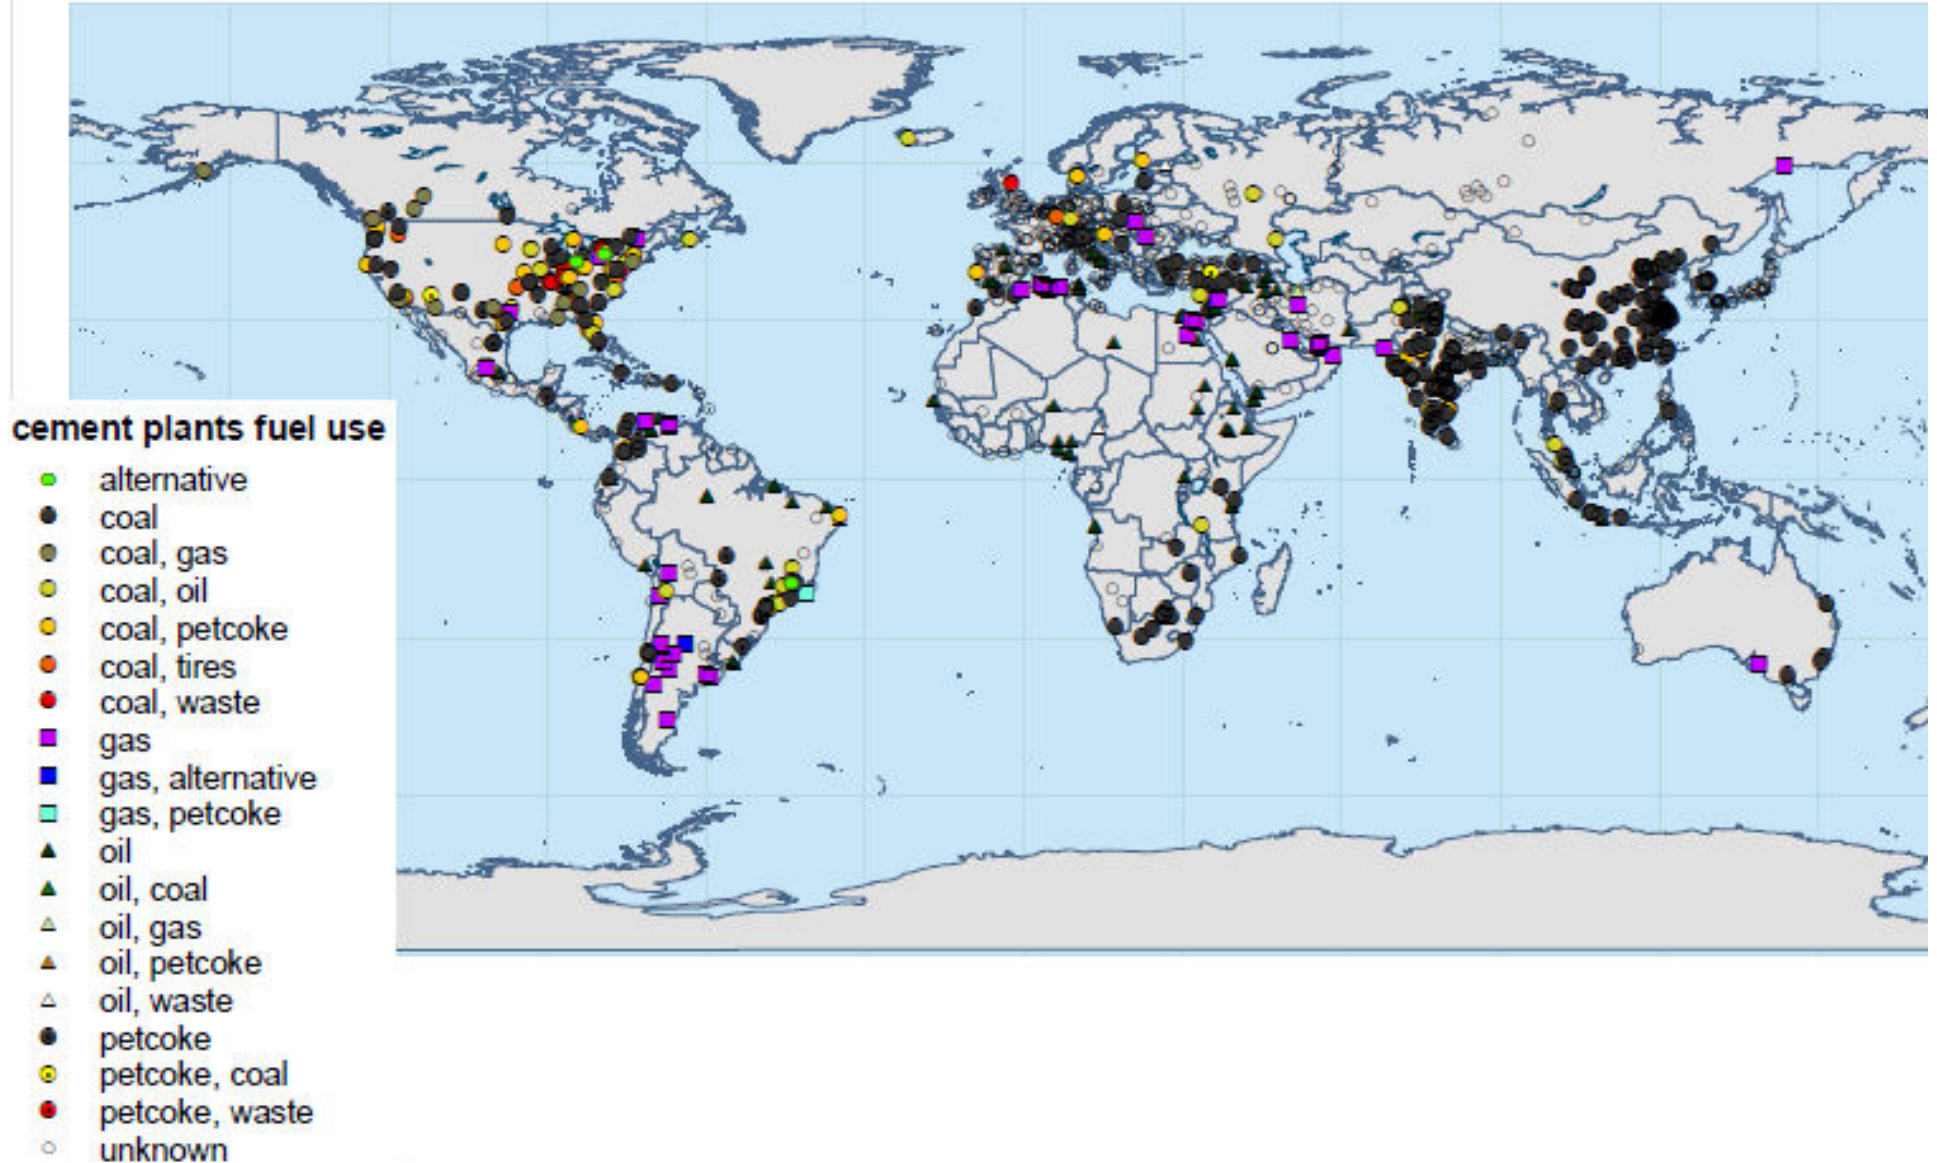 cement plants fuel use
alternative
coal
coal, gas
coal, oil
coal, petcoke
coal, tires
coal, waste
gas
gas, alternative
gas, petcoke
oil
oil, coal
oil, gas
oil, petcoke
oil, waste
petcoke
petcoke, coal
petcoke, waste
unknown